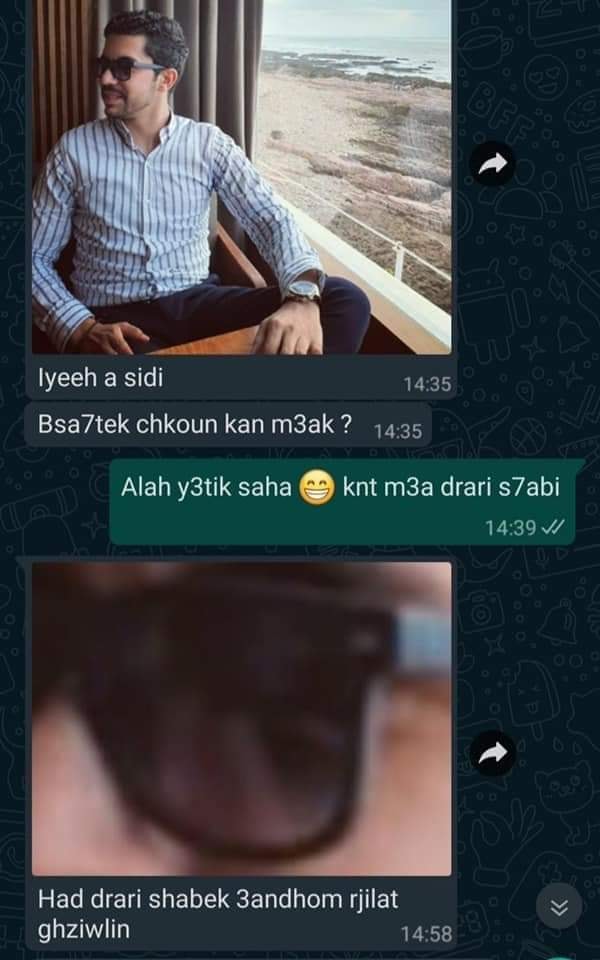 Iyeeh a sidi
14:35
Bsa7tek chkoun kan m3ak ?
14:35
Alah y3tik saha 😁 knt m3a drari s7abi
14:39
Had drari shabek 3andhom rjilat
ghziwlin
14:58